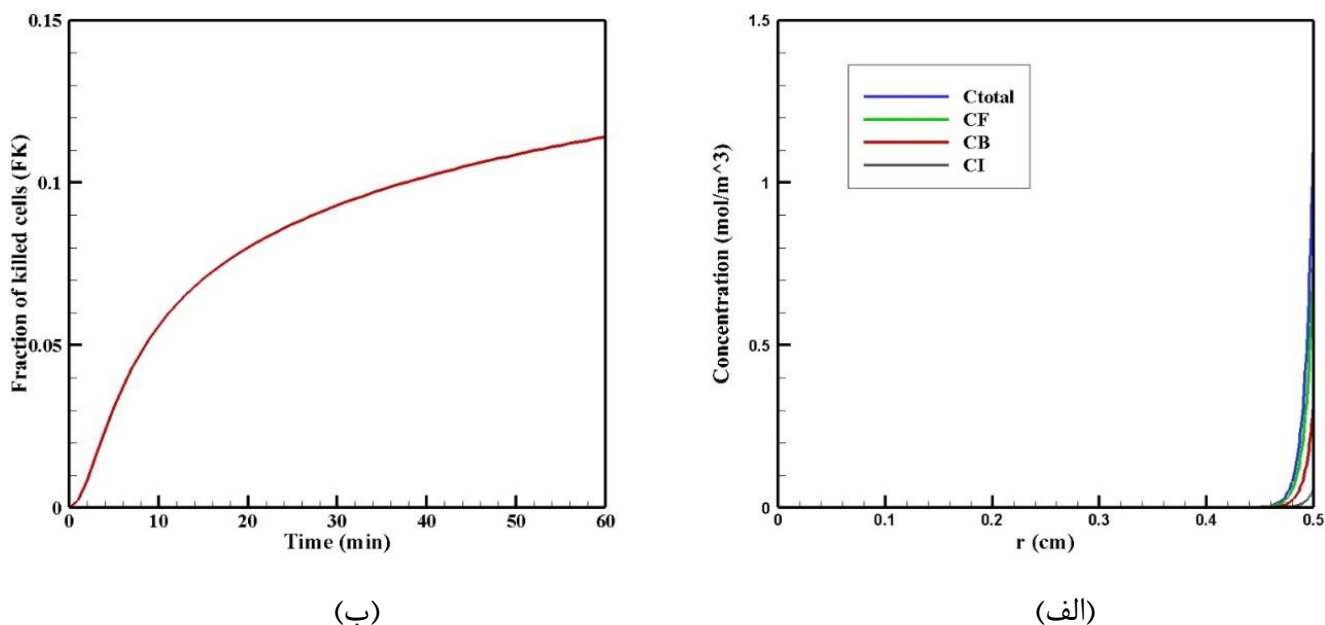 0.15
0.1
0.05
0
Fraction of killed cells (FK)
0 10 20 30 40 50 60
Time (min)
(ب)
1.5
1
0.5
0
Concentration (mol/m^3)
Ctotal
CF
CB
CI
0 0.1 0.2 0.3 0.4 0.5
r (cm)
(الف)